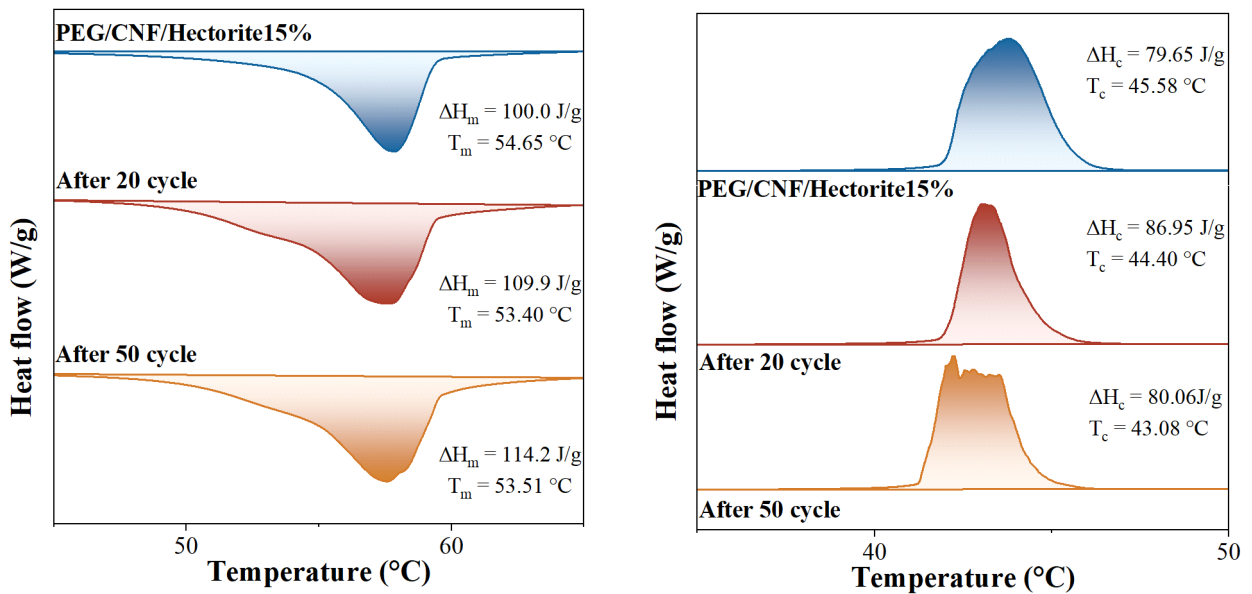 PEG/CNF/Hectorite15%
ΔHm = 100.0 J/g
Tm = 54.65 °C
After 20 cycle
ΔHm = 109.9 J/g
Tm = 53.40 °C
After 50 cycle
ΔHm = 114.2 J/g
Tm = 53.51 °C
Heat flow (W/g)
50 60
Temperature (°C)
ΔHc = 79.65 J/g
Tc = 45.58 °C
PEG/CNF/Hectorite15%
ΔHc = 86.95 J/g
Tc = 44.40 °C
After 20 cycle
ΔHc = 80.06J/g
Tc = 43.08 °C
After 50 cycle
Heat flow (W/g)
40 50
Temperature (°C)